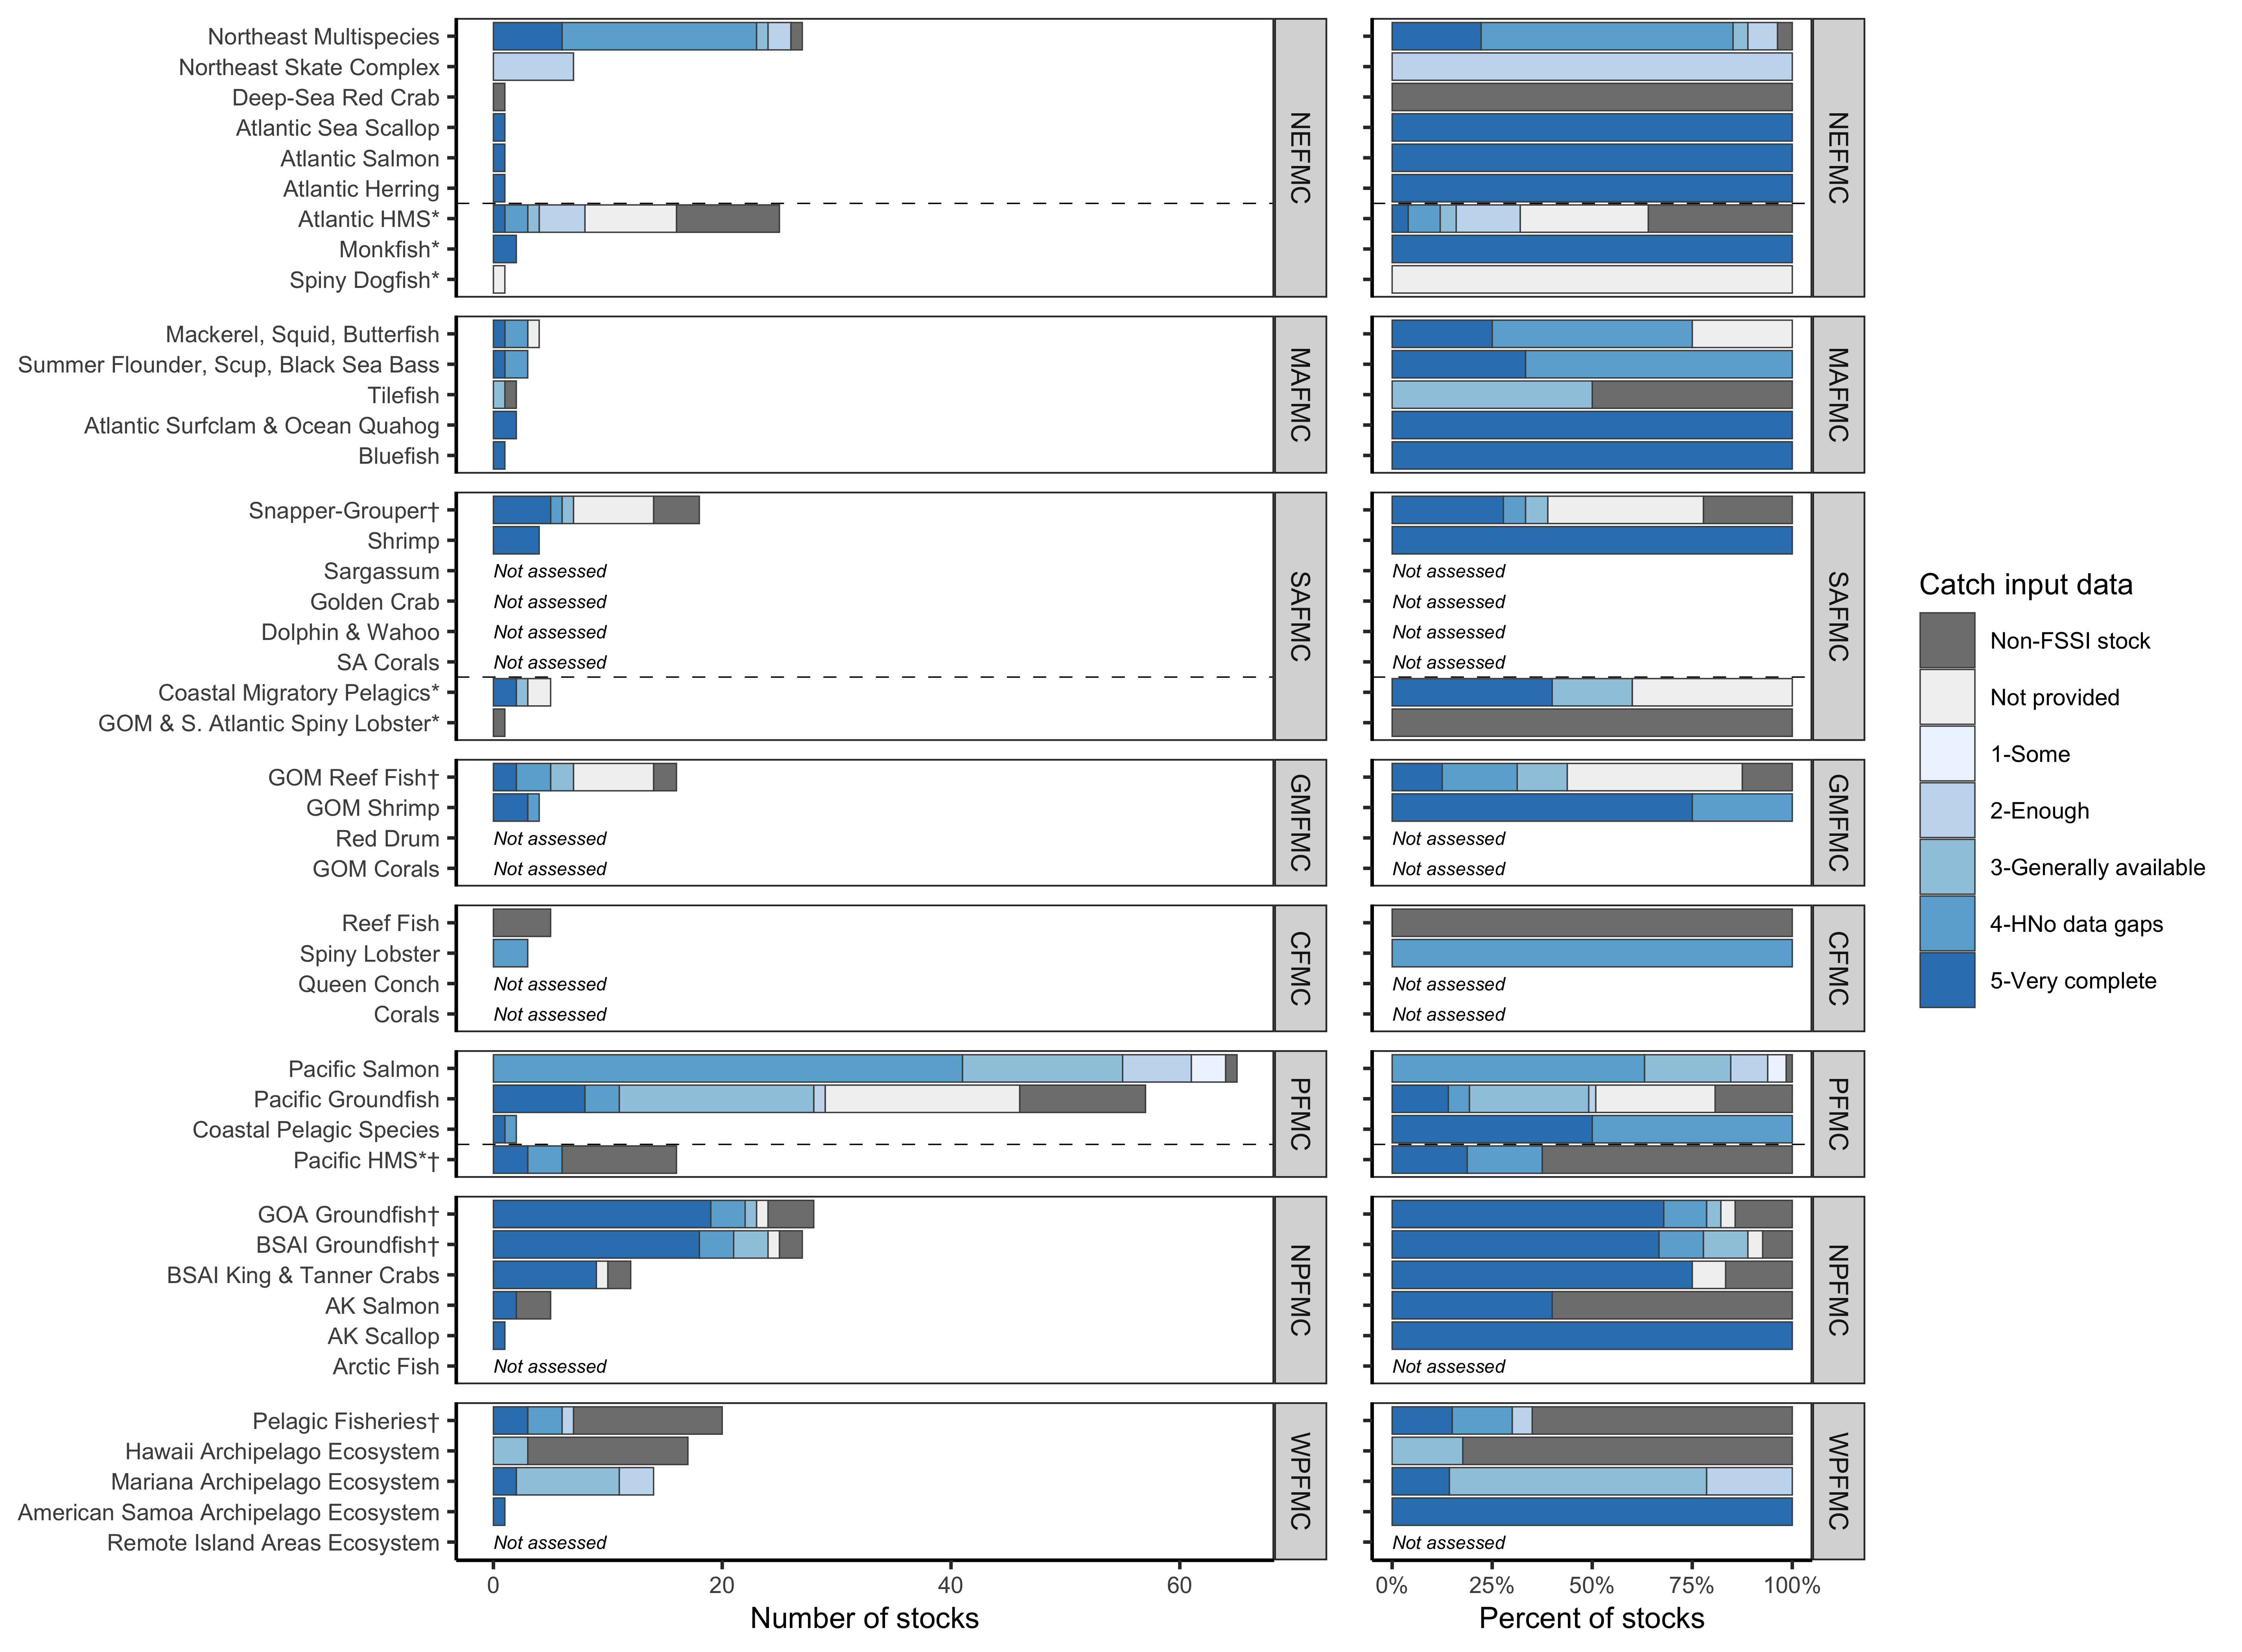 Northeast Multispecies
Northeast Skate Complex
Deep-Sea Red Crab
Atlantic Sea Scallop
Atlantic Salmon
Atlantic Herring
Atlantic HMS*
Monkfish*
Spiny Dogfish*
NEFMC
NEFMC
Mackerel, Squid, Butterfish
Summer Flounder, Scup, Black Sea Bass
Tilefish
Atlantic Surfclam & Ocean Quahog
Bluefish
MAFMC
MAFMC
Snapper-Grouper†
Shrimp
Sargassum Not assessed Not assessed
Golden Crab Not assessed Not assessed
Dolphin & Wahoo Not assessed Not assessed
SA Corals Not assessed Not assessed
Coastal Migratory Pelagics*
GOM & S. Atlantic Spiny Lobster*
SAFMC
SAFMC
GOM Reef Fish†
GOM Shrimp
Red Drum Not assessed Not assessed
GOM Corals Not assessed Not assessed
GMFMC
GMFMC
Reef Fish
Spiny Lobster
Queen Conch Not assessed Not assessed
Corals Not assessed Not assessed
CFMC
CFMC
Pacific Salmon
Pacific Groundfish
Coastal Pelagic Species
Pacific HMS*†
PFMC
PFMC
GOA Groundfish†
BSAI Groundfish†
BSAI King & Tanner Crabs
AK Salmon
AK Scallop
Arctic Fish Not assessed Not assessed
NPFMC
NPFMC
Pelagic Fisheries†
Hawaii Archipelago Ecosystem
Mariana Archipelago Ecosystem
American Samoa Archipelago Ecosystem
Remote Island Areas Ecosystem Not assessed Not assessed
WPFMC
WPFMC
0 20 40 60
Number of stocks
0% 25% 50% 75% 100%
Percent of stocks
Catch input data
Non-FSSI stock
Not provided
1-Some
2-Enough
3-Generally available
4-HNo data gaps
5-Very complete